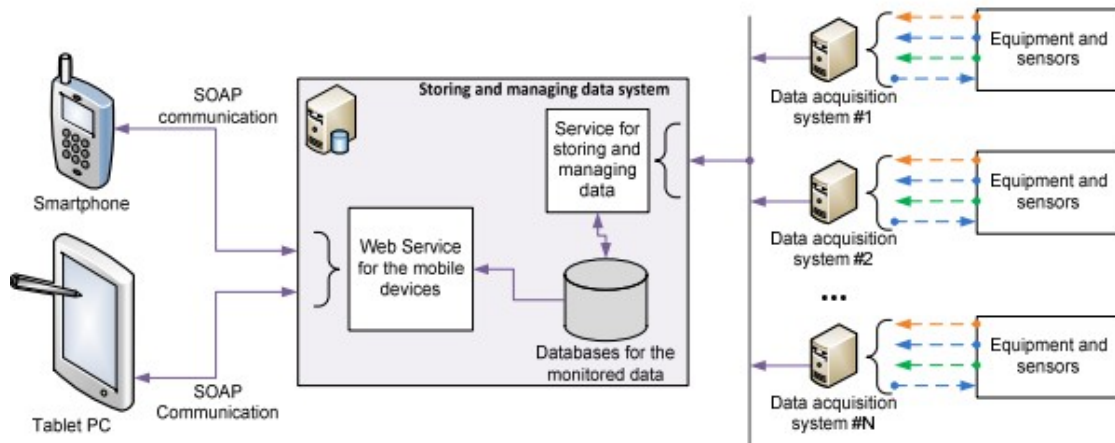 SOAP
communication
Smartphone
Tablet PC
SOAP
Communication
Storing and managing data system
Service for
storing and
managing
data
Web Service
for the mobile
devices
Databases for the
monitored data
Data acquisition
system #1
Equipment and
sensors
Data acquisition
system #2
Equipment and
sensors
...
Data acquisition
system #N
Equipment and
sensors